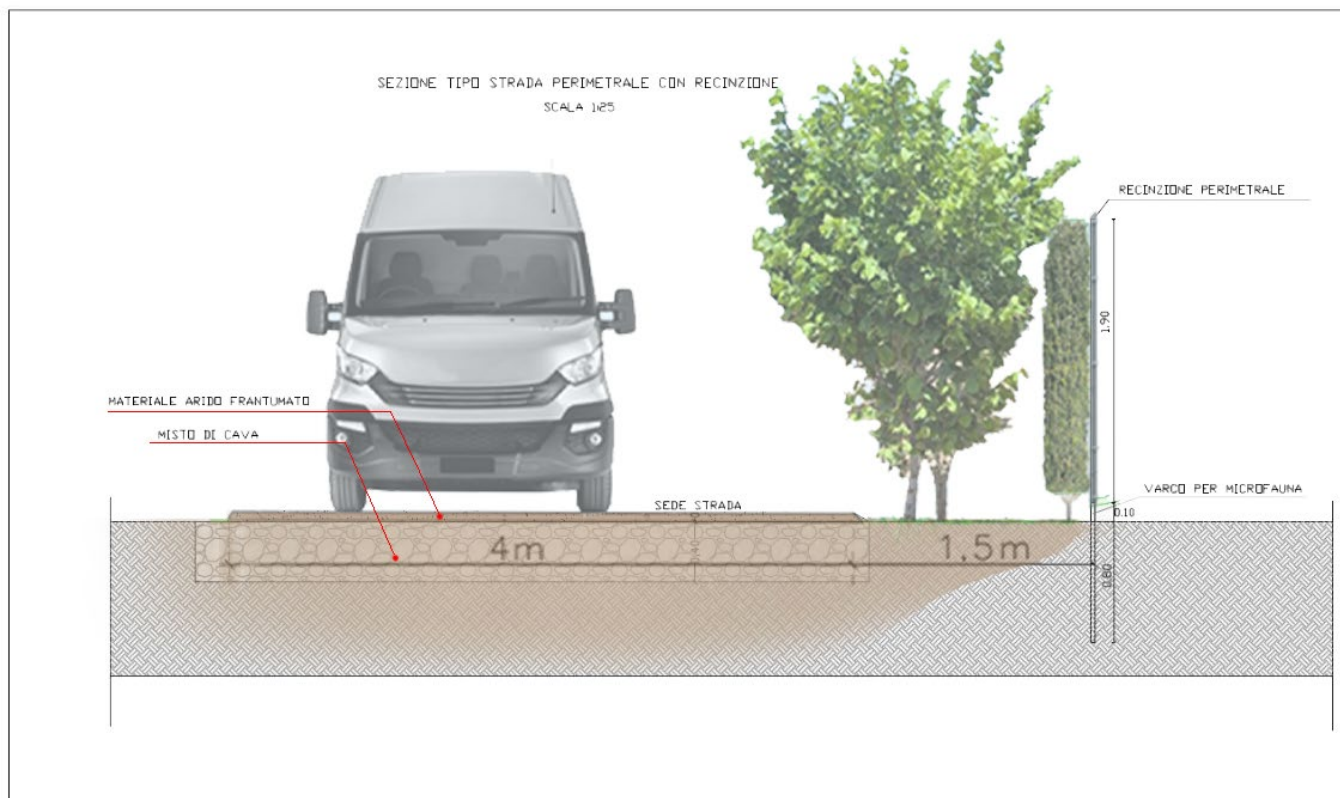 SEZIONE TIPO STRADA PERIMETRALE CON RECINZIONE
SCALA 1:25
RECINZIONE PERIMETRALE
1.90
MATERIALE ARIDO FRANTUMATO
MISTO DI CAVA
VARCO PER MICROFAUNA
SEDE STRADA
0.10
4m
1.5m
0.80